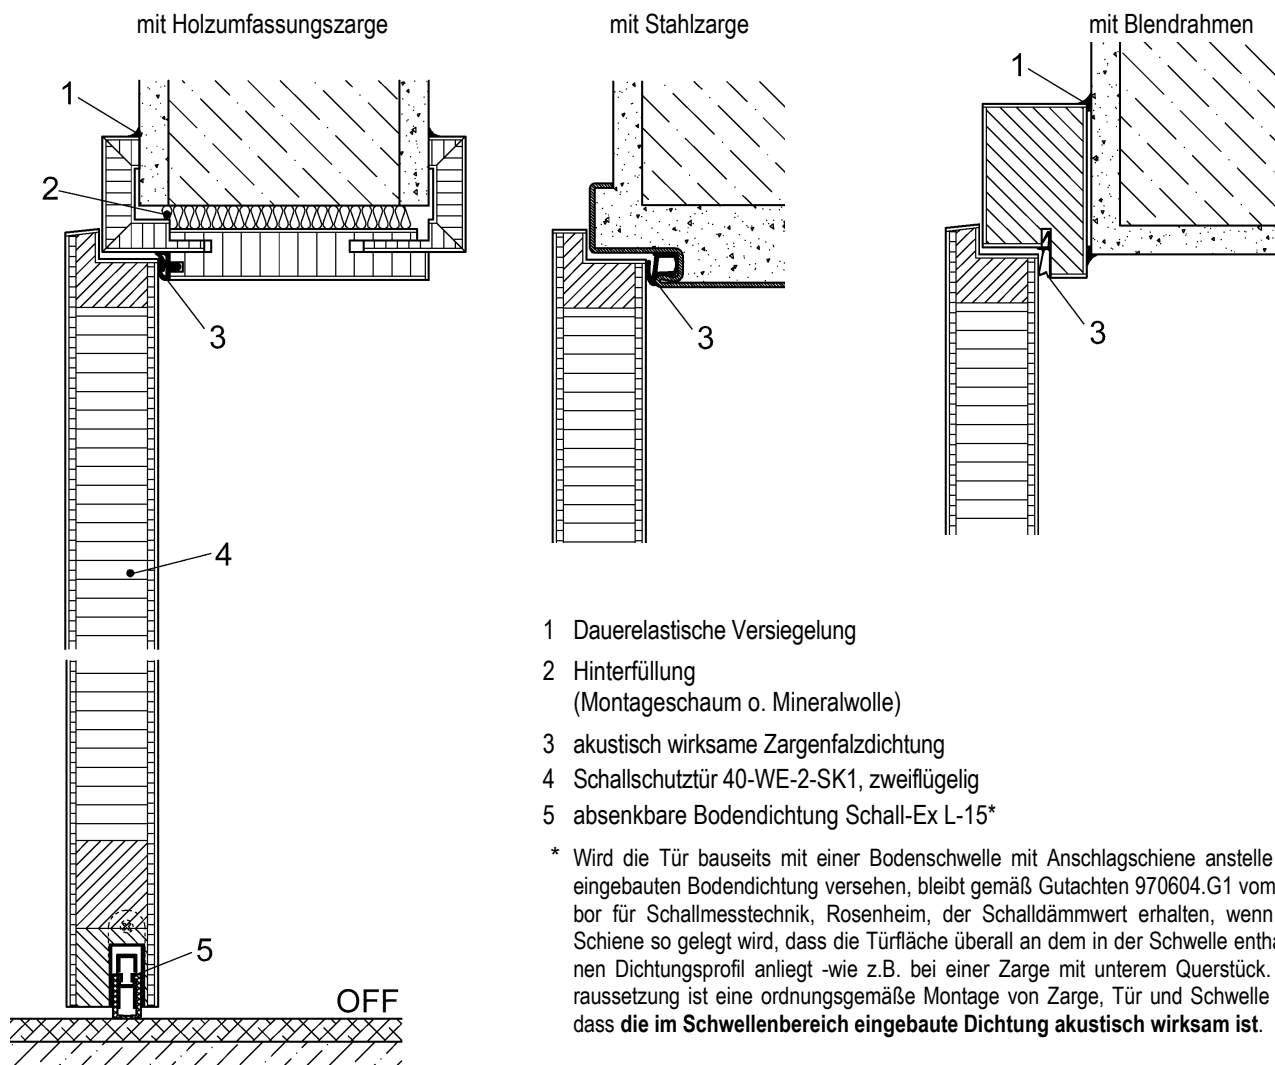 mit Holzumfassungszarge
mit Stahlzarge
mit Blendrahmen
1
2
3
4
5
OFF
3
1
3
1 Dauerelastische Versiegelung
2 Hinterfüllung
(Montageschaum o. Mineralwolle)
3 akustisch wirksame Zargenfalzdichtung
4 Schallschutztür 40-WE-2-SK1, zweiflügelig
5 absenkbare Bodendichtung Schall-Ex L-15*
* Wird die Tür bauseits mit einer Bodenschwelle mit Anschlagschiene anstelle
eingebauten Bodendichtung versehen, bleibt gemäß Gutachten 970604.G1 vom
bor für Schallmesstechnik, Rosenheim, der Schalldämmwert erhalten, wenn
Schiene so gelegt wird, dass die Türfläche überall an dem in der Schwelle entha
nen Dichtungsprofil anliegt -wie z.B. bei einer Zarge mit unterem Querstück.
raussetzung ist eine ordnungsgemäße Montage von Zarge, Tür und Schwelle
dass die im Schwellenbereich eingebaute Dichtung akustisch wirksam ist.